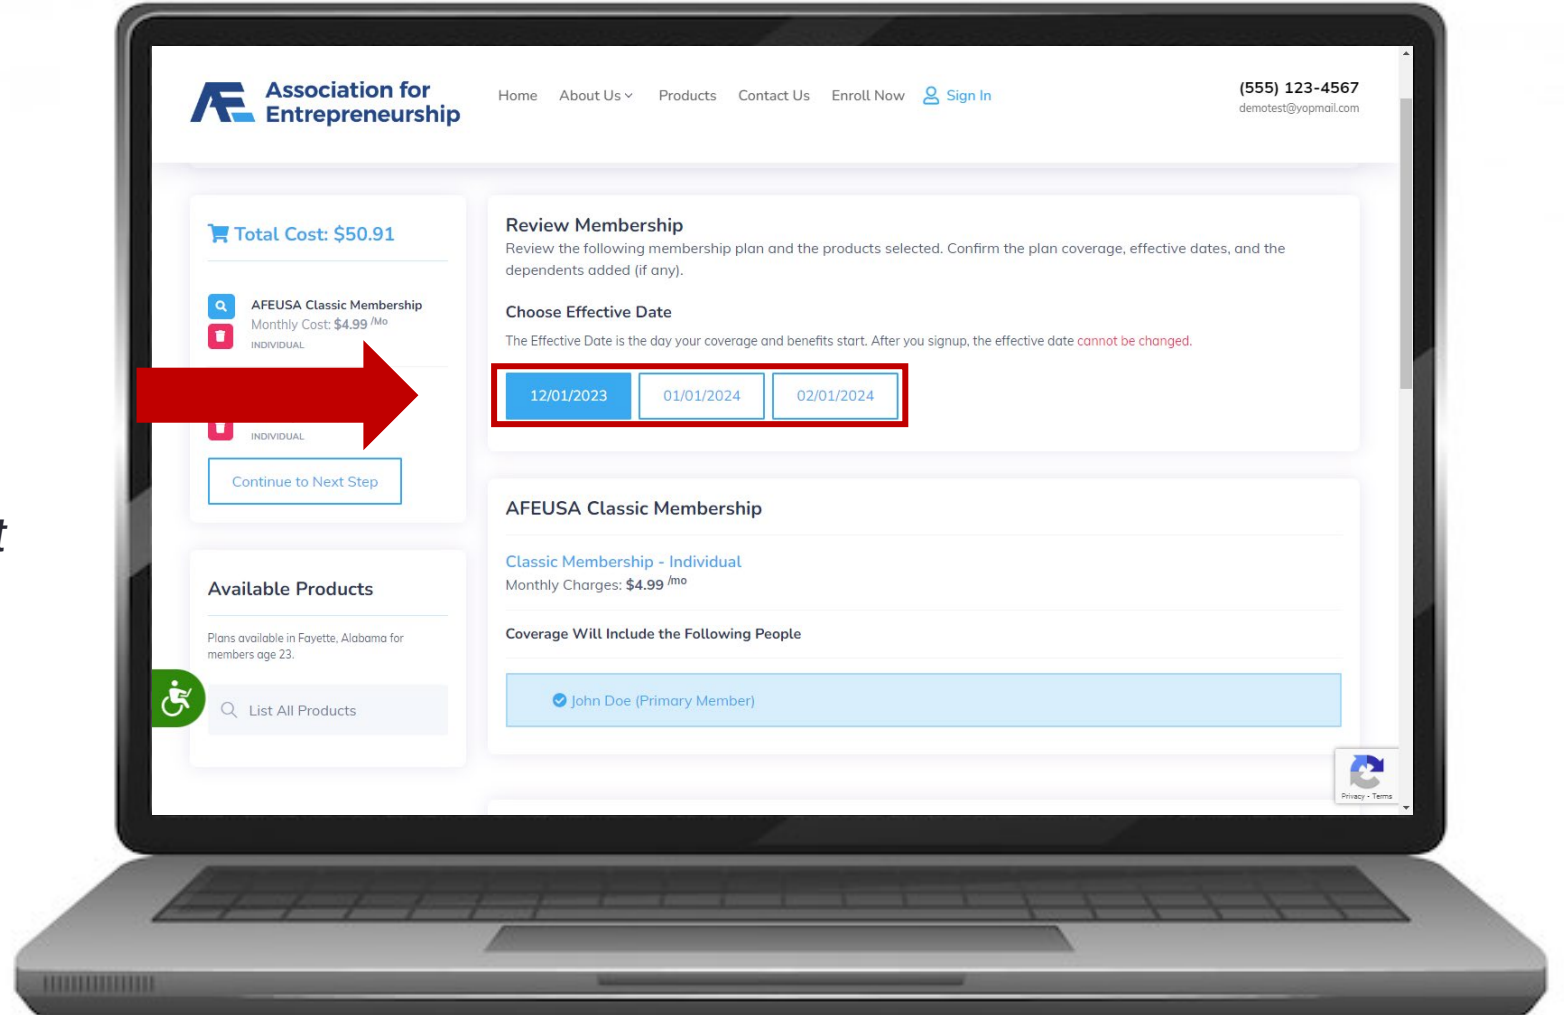 Association for
Entrepreneurship
Home About Us Products Contact Us Enroll Now Sign In
(555) 123-4567
demotest@yopmail.com
Total Cost: $50.91
AFEUSA Classic Membership
Monthly Cost: $4.99 /Mo
INDIVIDUAL
INDIVIDUAL
Continue to Next Step
Available Products
Plans available in Fayette, Alabama for
members age 23.
List All Products
Review Membership
Review the following membership plan and the products selected. Confirm the plan coverage, effective dates, and the
dependents added (if any).
Choose Effective Date
The Effective Date is the day your coverage and benefits start. After you signup, the effective date cannot be changed.
12/01/2023 01/01/2024 02/01/2024
AFEUSA Classic Membership
Classic Membership - Individual
Monthly Charges: $4.99 /mo
Coverage Will Include the Following People
John Doe (Primary Member)
Privacy - Terms
t